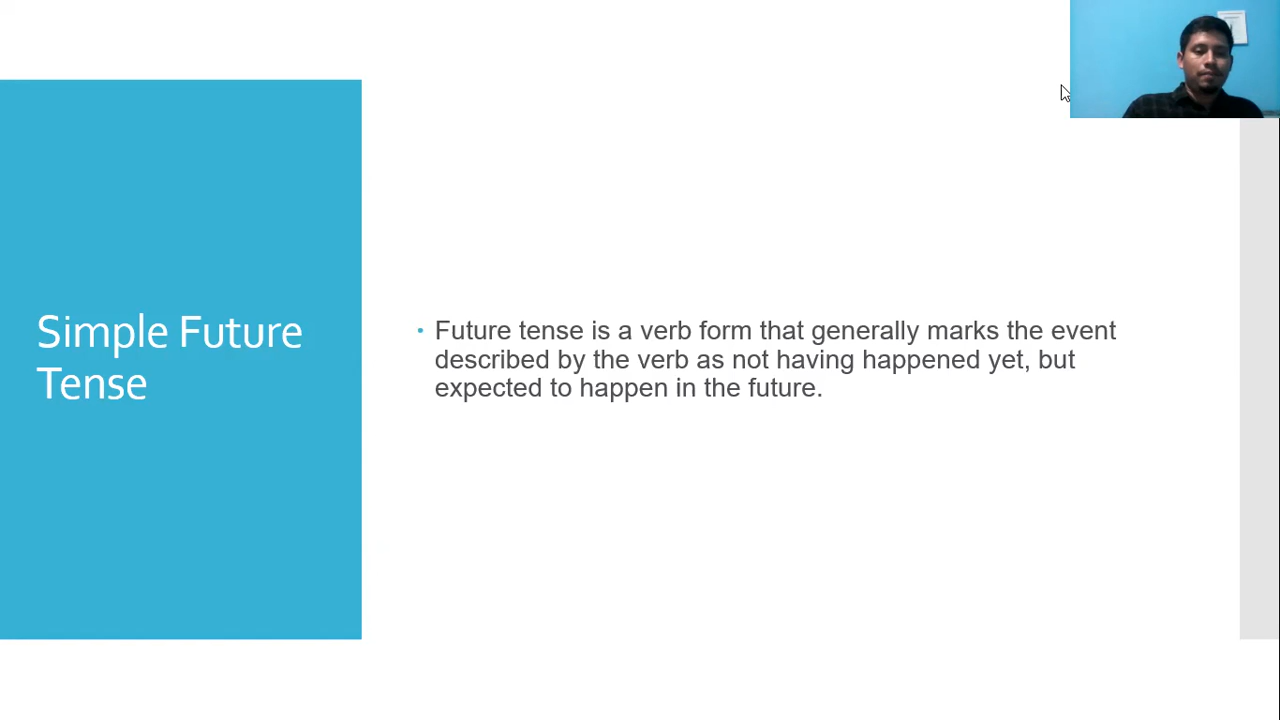 Simple Future
Tense
• Future tense is a verb form that generally marks the event
described by the verb as not having happened yet, but
expected to happen in the future.